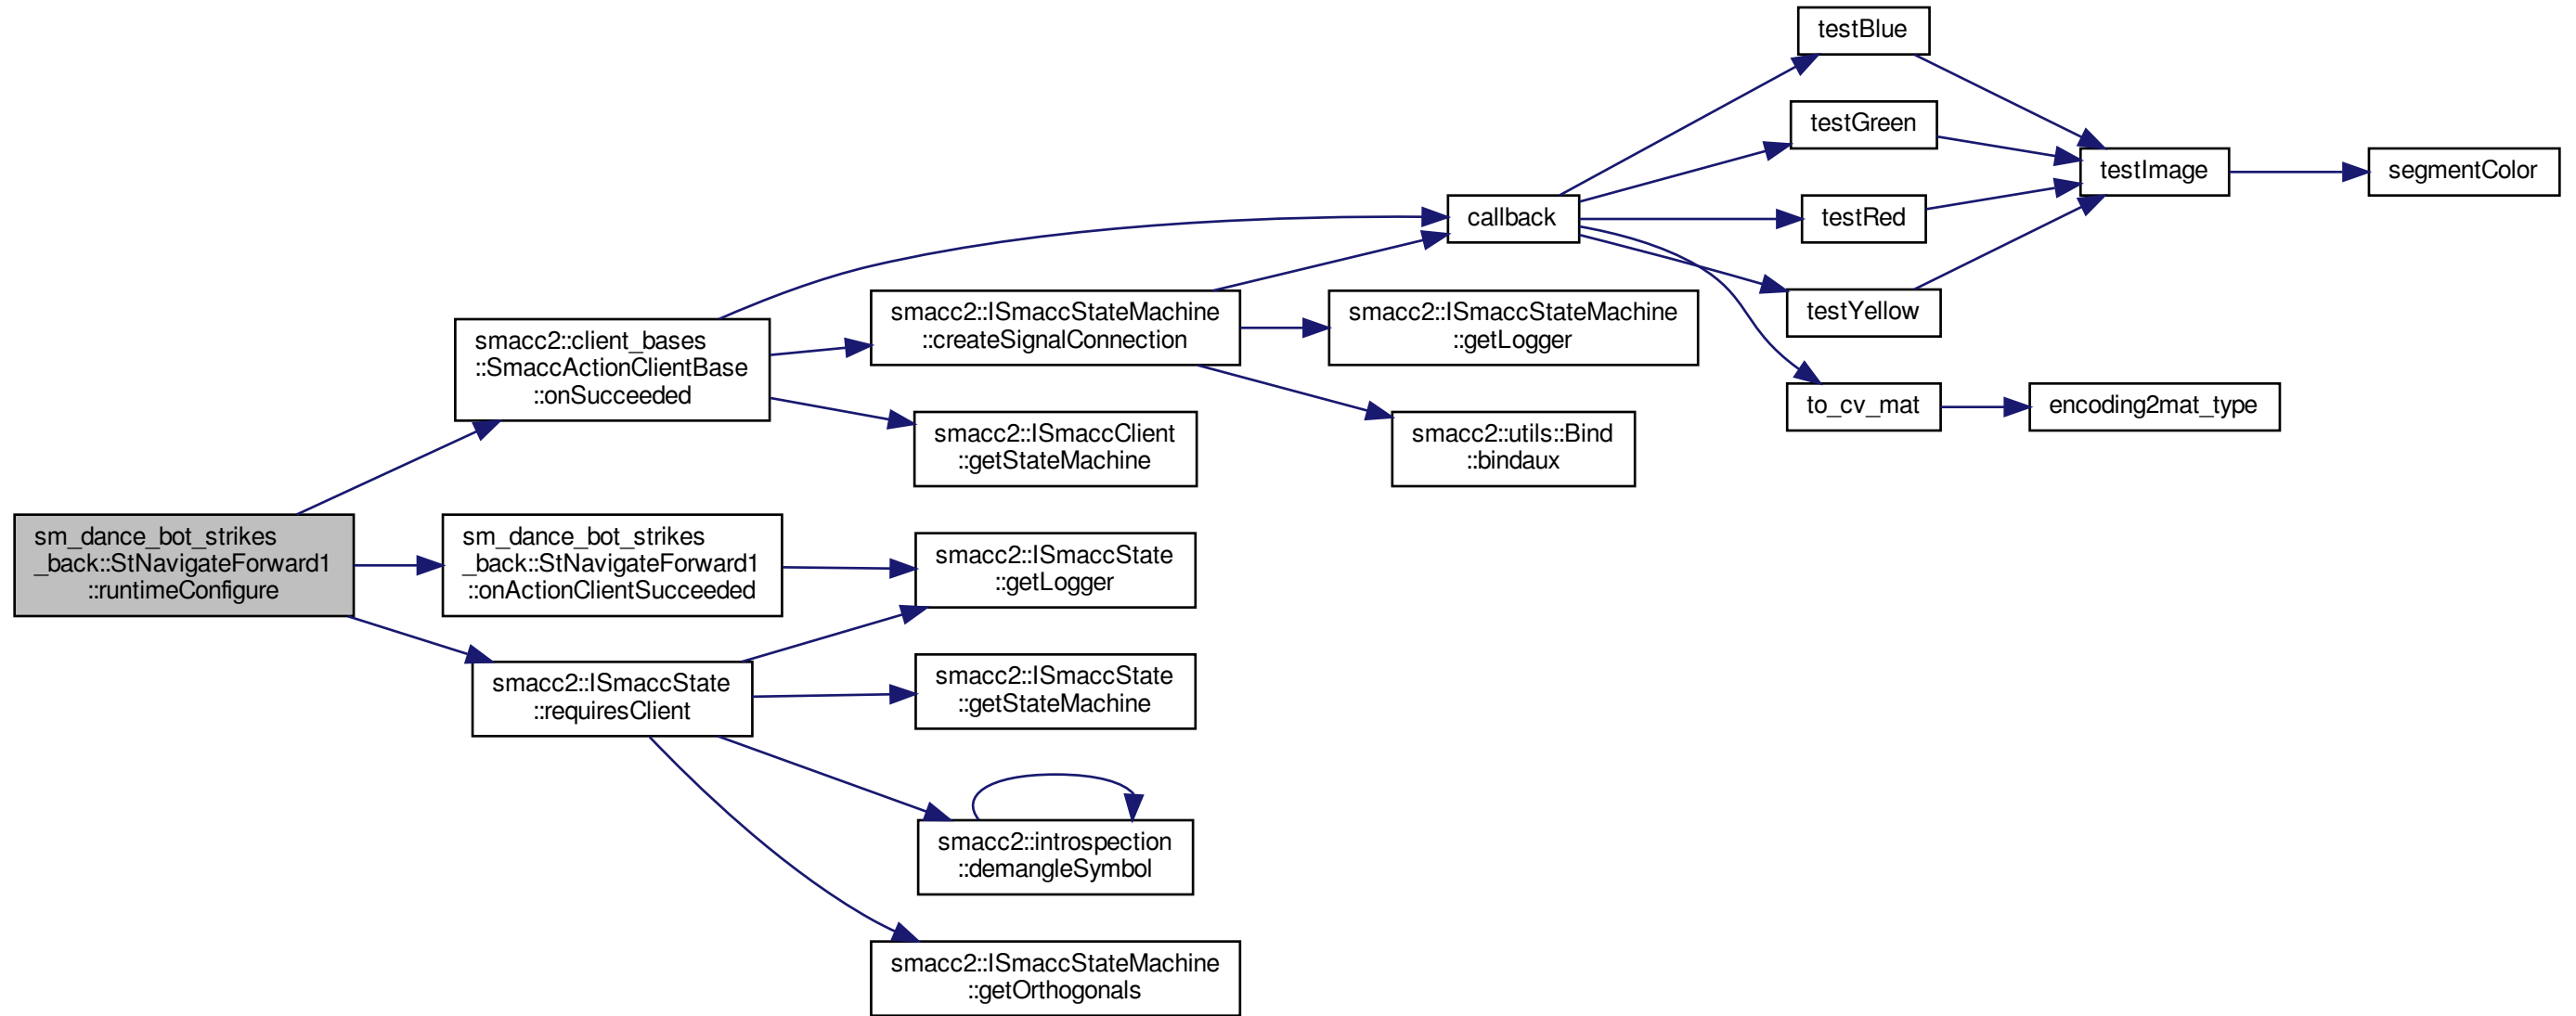 sm_dance_bot_strikes
_back::StNavigateForward1
::runtimeConfigure
smacc2::client_bases
::SmaccActionClientBase
::onSucceeded
sm_dance_bot_strikes
_back::StNavigateForward1
::onActionClientSucceeded
smacc2::ISmaccState
::requiresClient
smacc2::ISmaccStateMachine
::createSignalConnection
smacc2::ISmaccClient
::getStateMachine
smacc2::ISmaccState
::getLogger
smacc2::ISmaccState
::getStateMachine
smacc2::introspection
::demangleSymbol
smacc2::ISmaccStateMachine
::getOrthogonals
callback
smacc2::ISmaccStateMachine
::getLogger
smacc2::utils::Bind
::bindaux
testBlue
testGreen
testRed
testYellow
to_cv_mat
testImage
encoding2mat_type
segmentColor